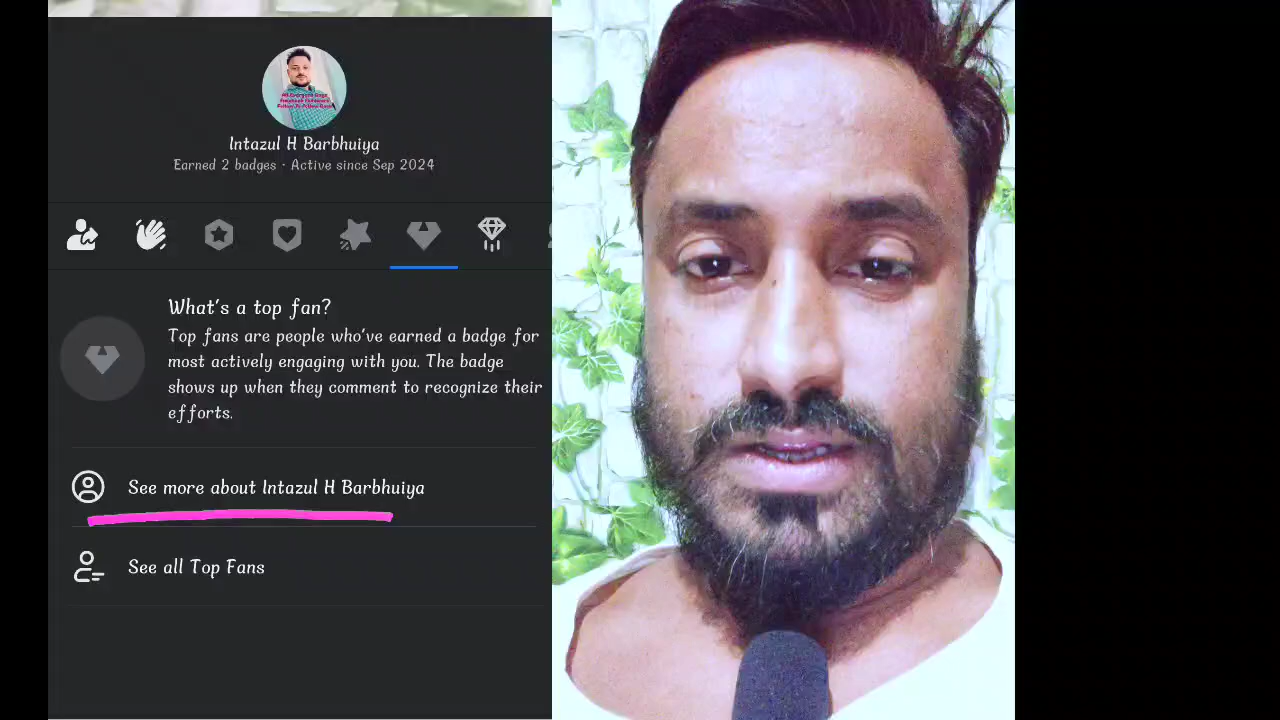 Intazul H Barbhuiya
Earned 2 badges · Active since Sep 2024
What's a top fan?
Top fans are people who've earned a badge for
most actively engaging with you. The badge
shows up when they comment to recognize their
efforts.
See more about Intazul H Barbhuiya
See all Top Fans